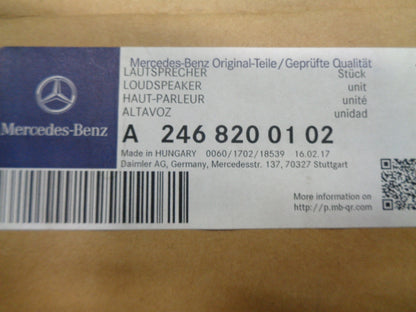 Mercedes-Benz Original-Teile/Geprüfte Qualität
LAUTSPRECHER Stück
LOUDSPEAKER unit
HAUT-PARLEUR unité
ALTAVOZ unidad
Mercedes-Benz
A 246 820 01 02
Made in HUNGARY 0060/1702/18539 16.02.17
Daimler AG, Germany, Mercedesstr. 137, 70327 Stuttgart
More information on
http://p.mb-qr.com